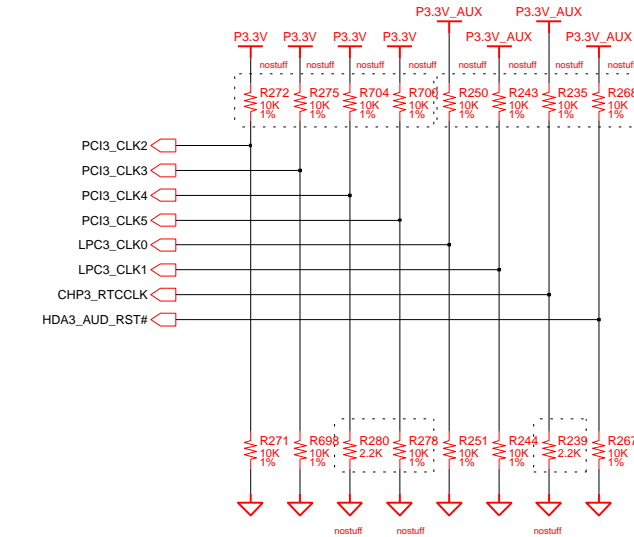 P3.3V_AUX P3.3V_AUX
P3.3V P3.3V P3.3V P3.3V P3.3V_AUX P3.3V_AUX
nostuff nostuff nostuff nostuff nostuff nostuff nostuff nostuff
R272 R275 R704 R700 R250 R243 R235 R268
10K 10K 10K 10K 10K 10K 10K 10K
1% 1% 1% 1% 1% 1% 1% 1%
PCI3_CLK2
PCI3_CLK3
PCI3_CLK4
PCI3_CLK5
LPC3_CLK0
LPC3_CLK1
CHP3_RTCCLK
HDA3_AUD_RST#
R271 R698 R280 R278 R251 R244 R239 R267
10K 10K 2.2K 10K 10K 10K 2.2K 10K
1% 1% 1% 1% 1% 1%
nostuff nostuff nostuff